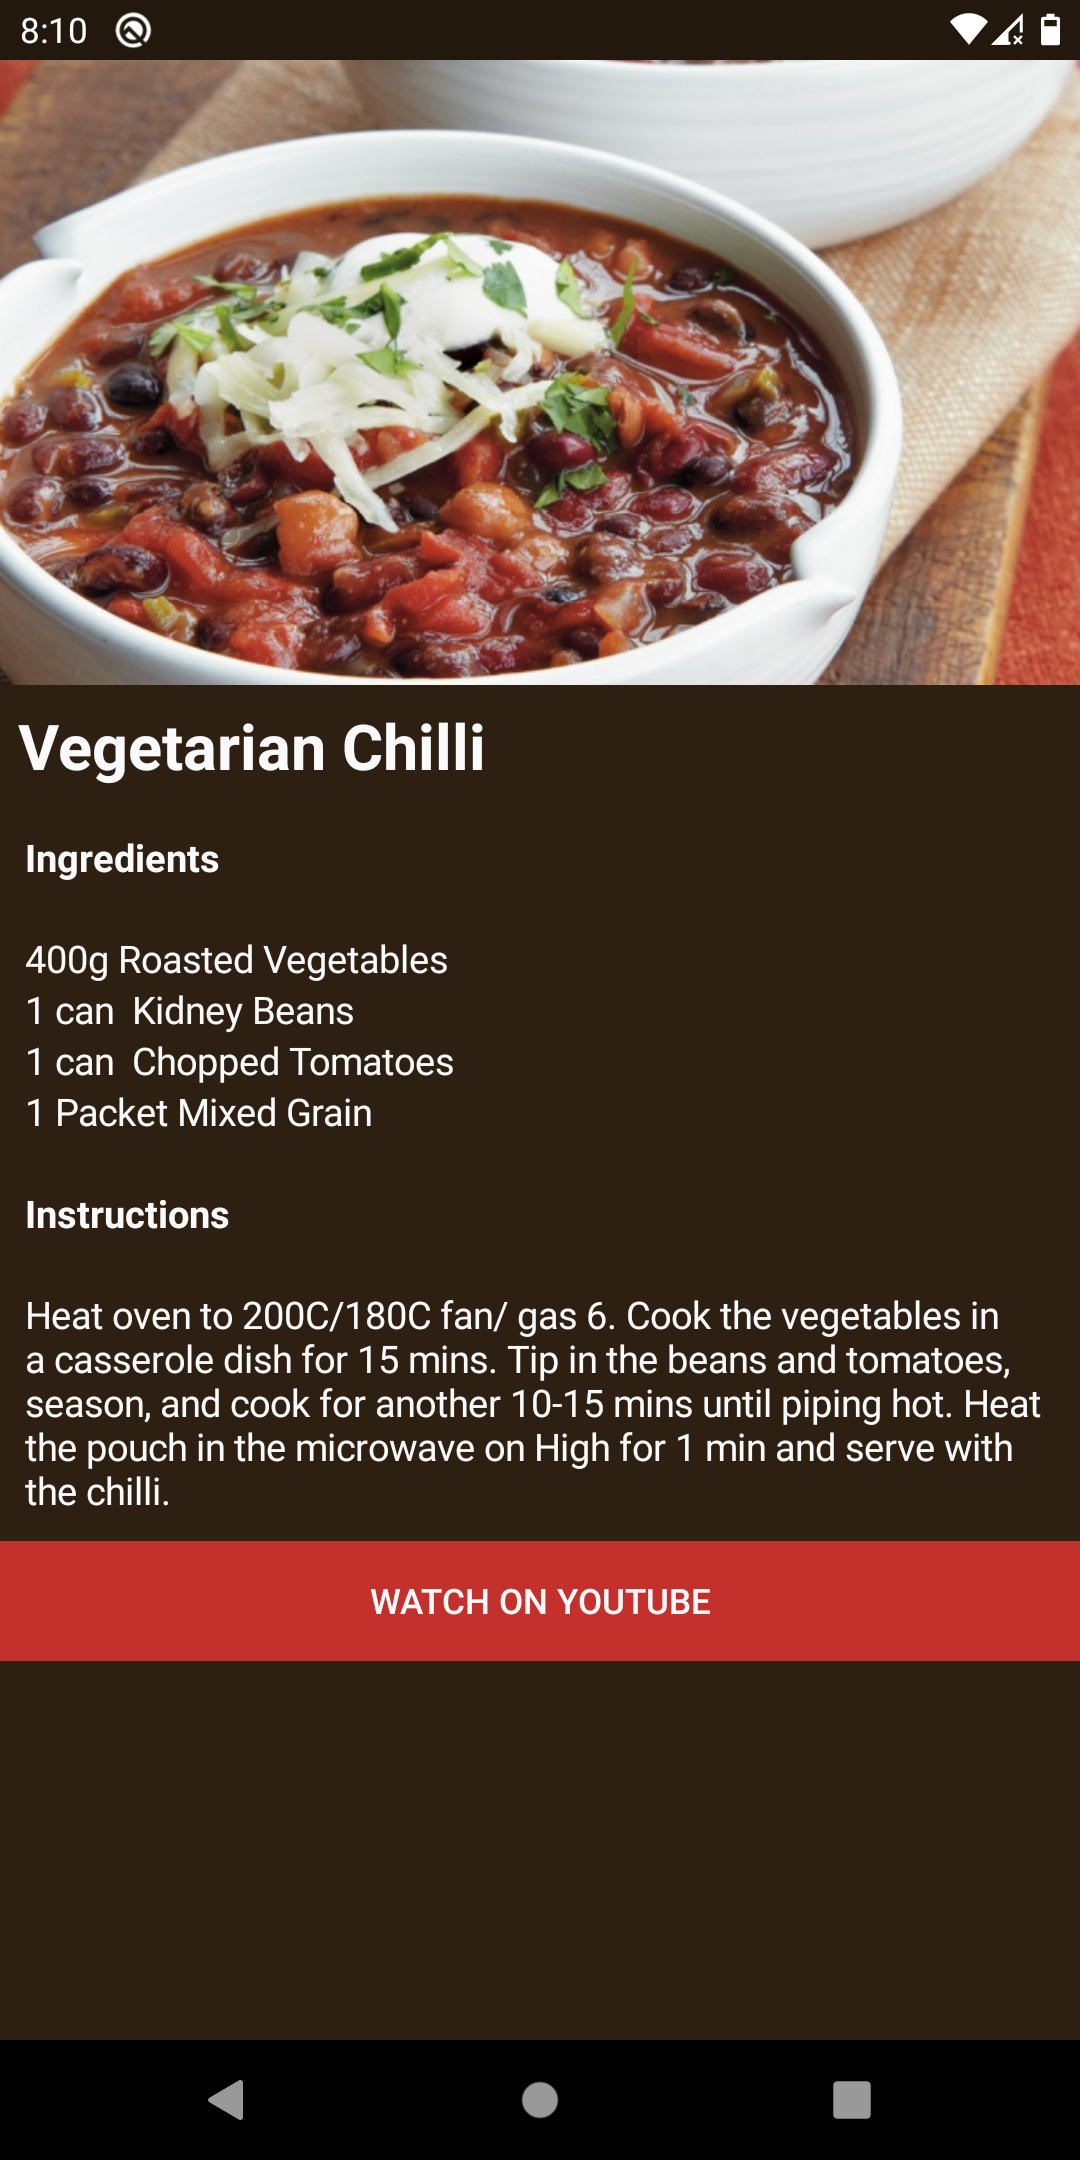 8:10
Vegetarian Chilli
Ingredients
400g Roasted Vegetables
1 can  Kidney Beans
1 can  Chopped Tomatoes
1 Packet Mixed Grain
Instructions
Heat oven to 200C/180C fan/ gas 6. Cook the vegetables in
a casserole dish for 15 mins. Tip in the beans and tomatoes,
season, and cook for another 10-15 mins until piping hot. Heat
the pouch in the microwave on High for 1 min and serve with
the chilli.
WATCH ON YOUTUBE